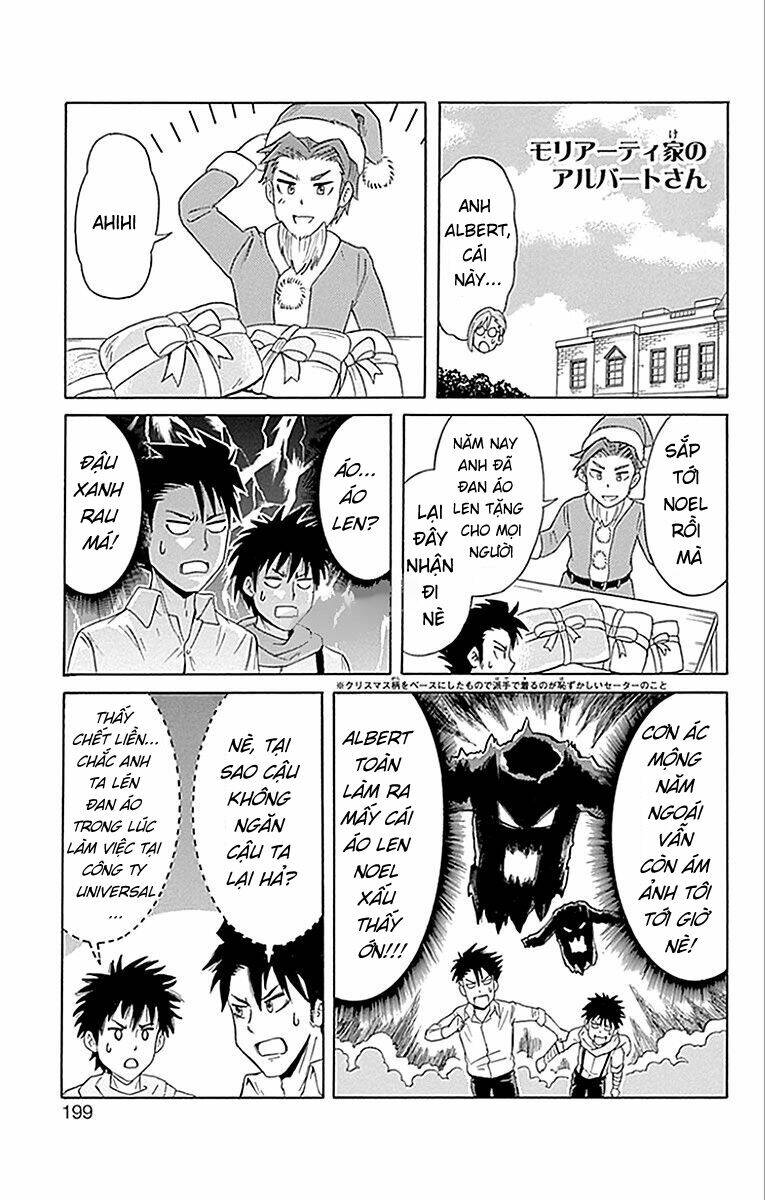 モリアーティ家の
け
アルバートさん
ANH
ALBERT,
CÁI
NÀY...
AHIHI
SẮP
TỚI
NOEL
RỒI
MÀ
NĂM NAY
ANH ĐÃ
ĐAN ÁO
LEN TẶNG
CHO MỌI
NGƯỜI
LẠI
ĐÂY
NHẬN
ĐI
NÈ
ÁO...
ÁO
LEN?
ĐẬU
XANH
RAU
MÁ!
※クリスマス柄をベースにしたもので派手で着るのが恥ずかしいセーターのこと
CƠN ÁC
MỘNG
NĂM
NGOÁI
VẪN
CÒN ÁM
ẢNH TÔI
TỚI GIỜ
NÈ!
ALBERT
TOÀN
LÀM RA
MẤY CÁI
ÁO LEN
NOEL
XẤU
THẤY
ỚN!!!
NÈ, TẠI
SAO CẬU
KHÔNG
NGĂN
CẬU TA
LẠI HẢ?
THẤY
CHẾT LIỀN...
CHẮC ANH
TA LÉN
ĐAN ÁO
TRONG LÚC
LÀM VIỆC TẠI
CÔNG TY
UNIVERSAL
...
199